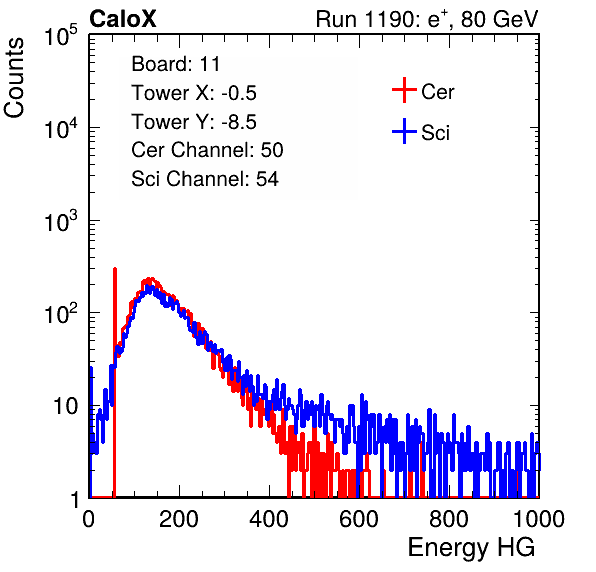 CaloX Run 1190: e⁺, 80 GeV
Counts
Board: 11
Tower X: -0.5
Tower Y: -8.5
Cer Channel: 50
Sci Channel: 54
Cer
Sci
10⁵
10⁴
10³
10²
10
1
0 200 400 600 800 1000
Energy HG